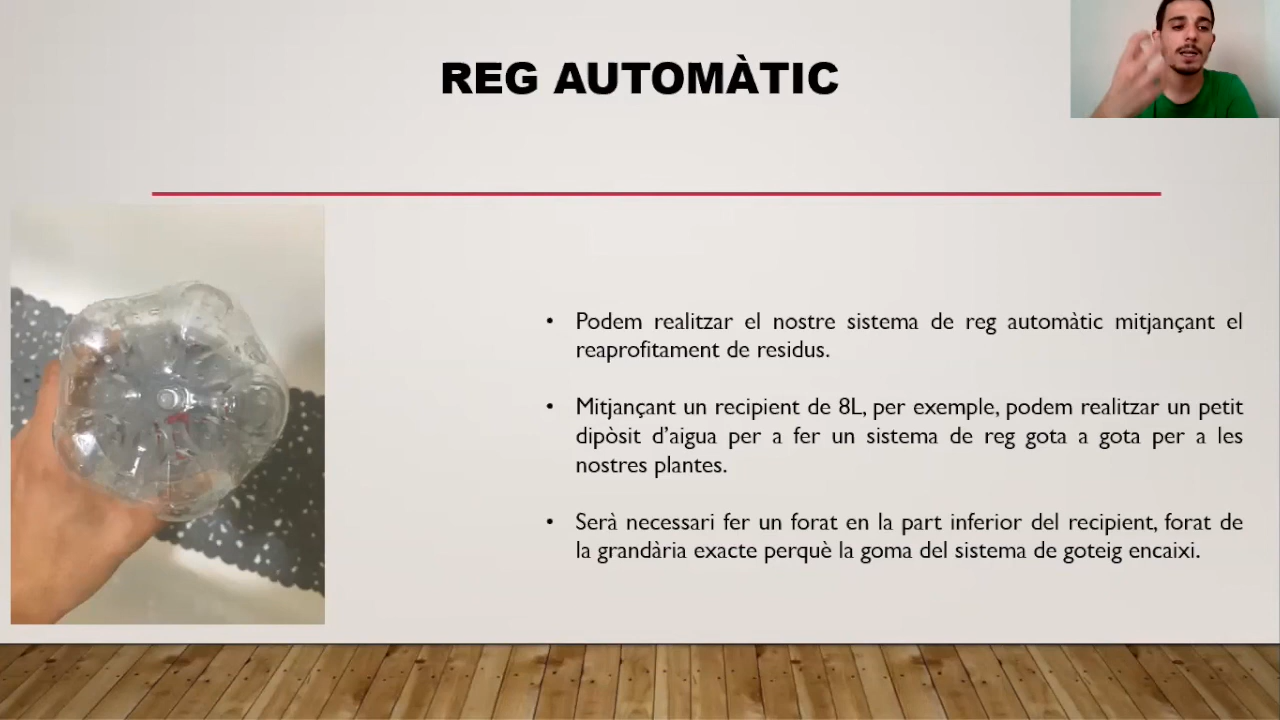 REG AUTOMÀTIC
• Podem realitzar el nostre sistema de reg automàtic mitjançant el
reaprofitament de residus.
• Mitjançant un recipient de 8L, per exemple, podem realitzar un petit
dipòsit d'aigua per a fer un sistema de reg gota a gota per a les
nostres plantes.
• Serà necessari fer un forat en la part inferior del recipient, forat de
la grandària exacte perquè la goma del sistema de goteig encaixi.